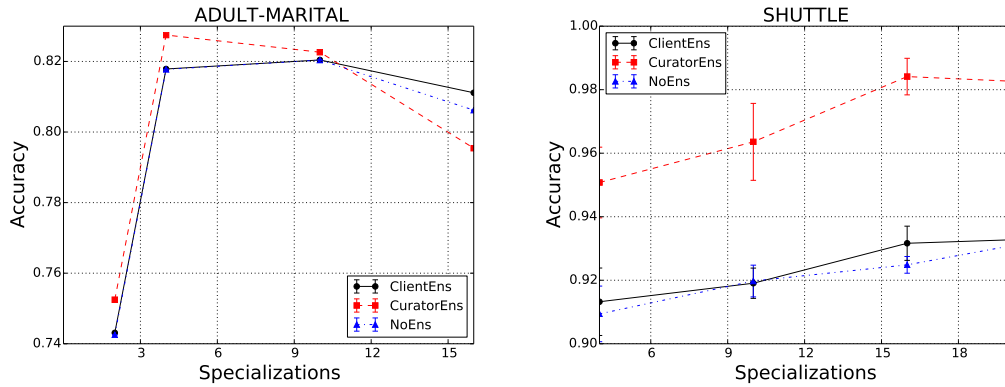 ADULT-MARITAL
Accuracy
0.82
0.80
0.78
0.76
0.74
3
6
9
12
15
Specializations
ClientEns
CuratorEns
NoEns
SHUTTLE
Accuracy
1.00
0.98
0.96
0.94
0.92
0.90
6
9
12
15
18
Specializations
ClientEns
CuratorEns
NoEns